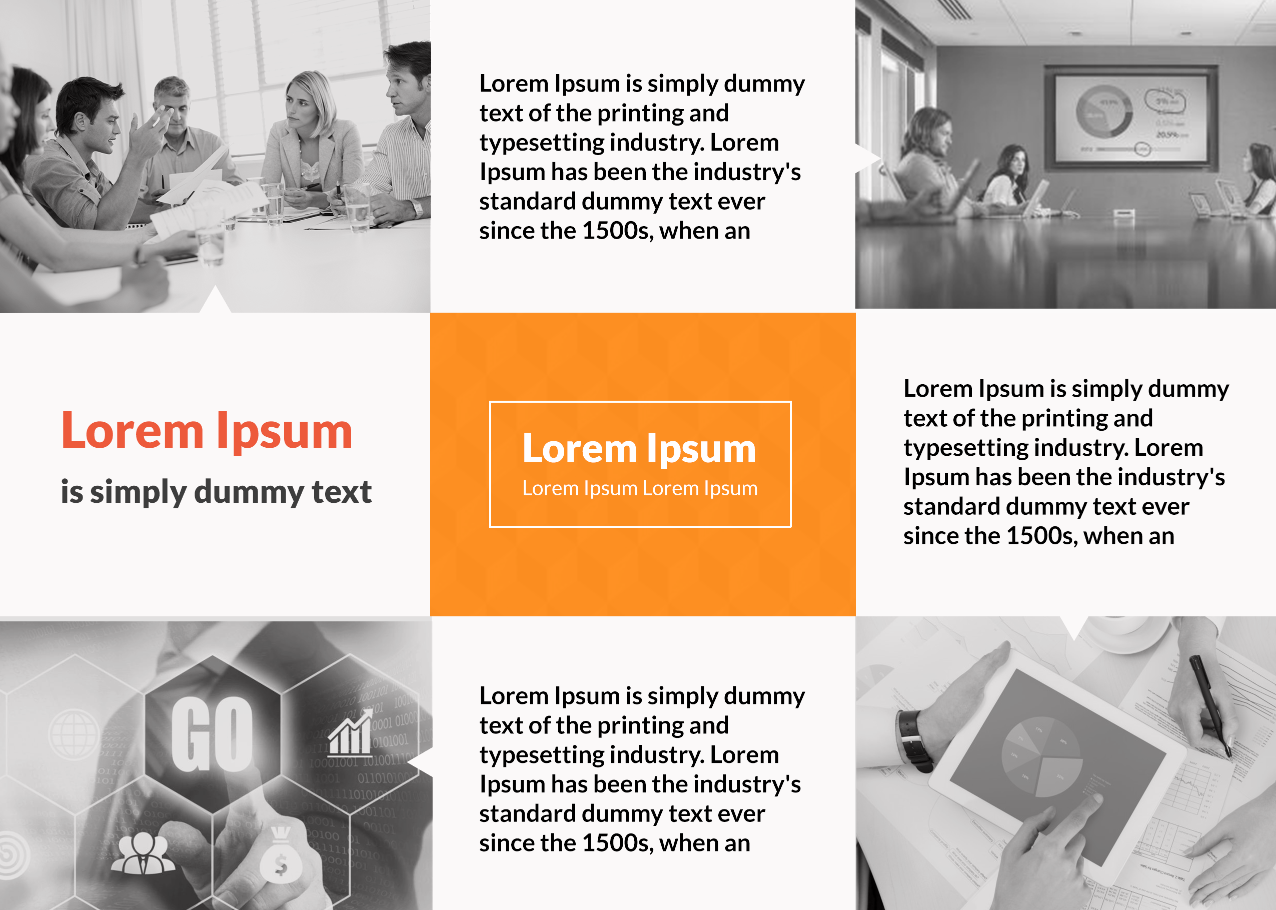 Lorem Ipsum is simply dummy
text of the printing and
typesetting industry. Lorem
Ipsum has been the industry's
standard dummy text ever
since the 1500s, when an
20.9%
Lorem Ipsum
is simply dummy text
Lorem Ipsum
Lorem Ipsum Lorem Ipsum
Lorem Ipsum is simply dummy
text of the printing and
typesetting industry. Lorem
Ipsum has been the industry's
standard dummy text ever
since the 1500s, when an
GO
$
Lorem Ipsum is simply dummy
text of the printing and
typesetting industry. Lorem
Ipsum has been the industry's
standard dummy text ever
since the 1500s, when an